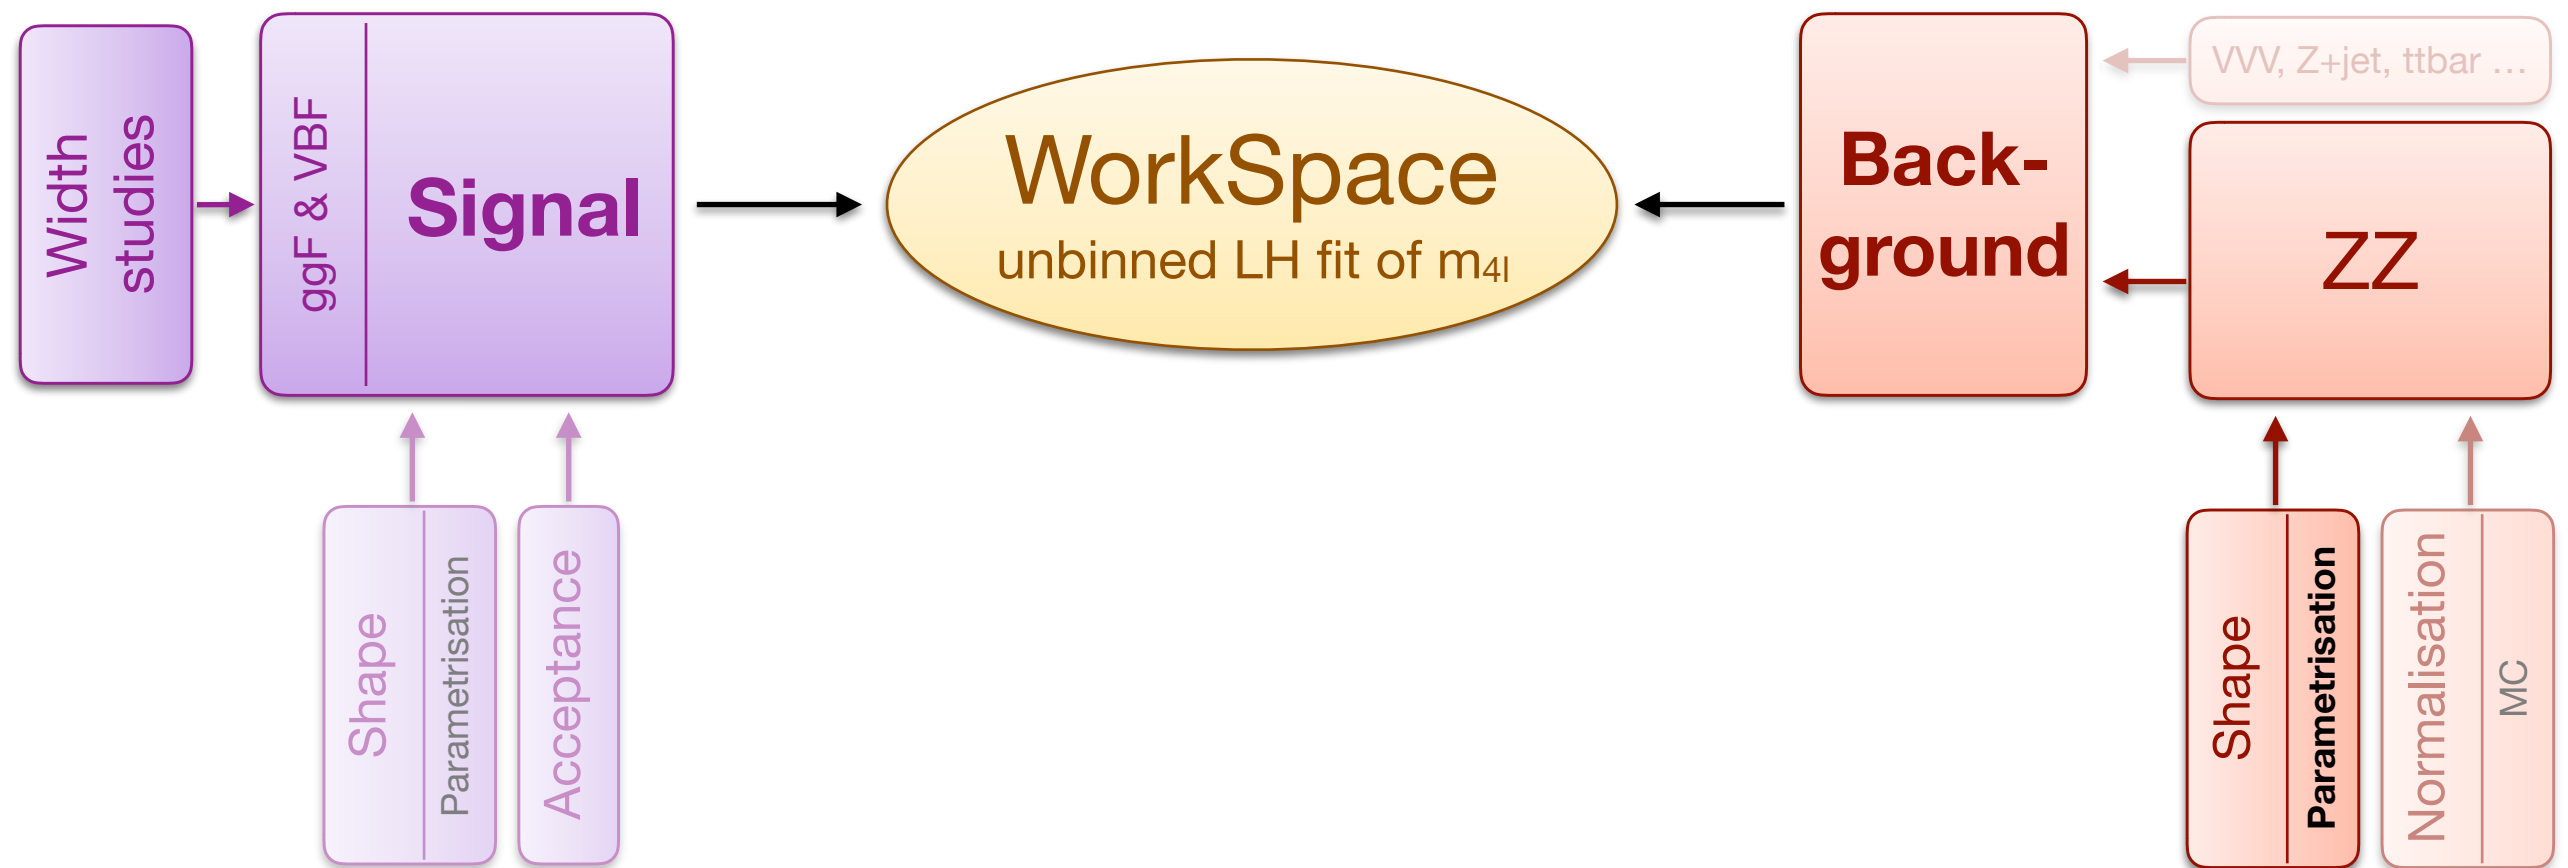 Width
studies
ggF & VBF
Signal
WorkSpace
unbinned LH fit of m4l
Back-
ground
VVV, Z+jet, ttbar ...
ZZ
Shape
Parametrisation
Acceptance
Shape
Parametrisation
Normalisation
MC